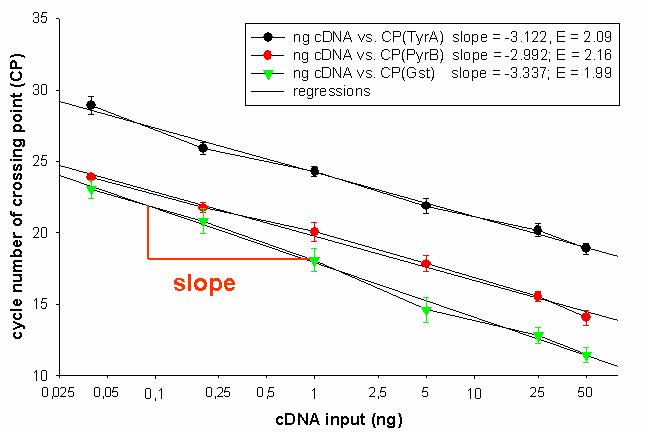 35
ng cDNA vs. CP(TyrA) slope = -3.122, E = 2.09
ng cDNA vs. CP(PyrB) slope = -2.992; E = 2.16
ng cDNA vs. CP(Gst) slope = -3.337; E = 1.99
regressions
30
25
20
15
10
cycle number of crossing point (CP)
slope
0,025 0,05 0,1 0,25 0,5 1 2,5 5 10 25 50
cDNA input (ng)